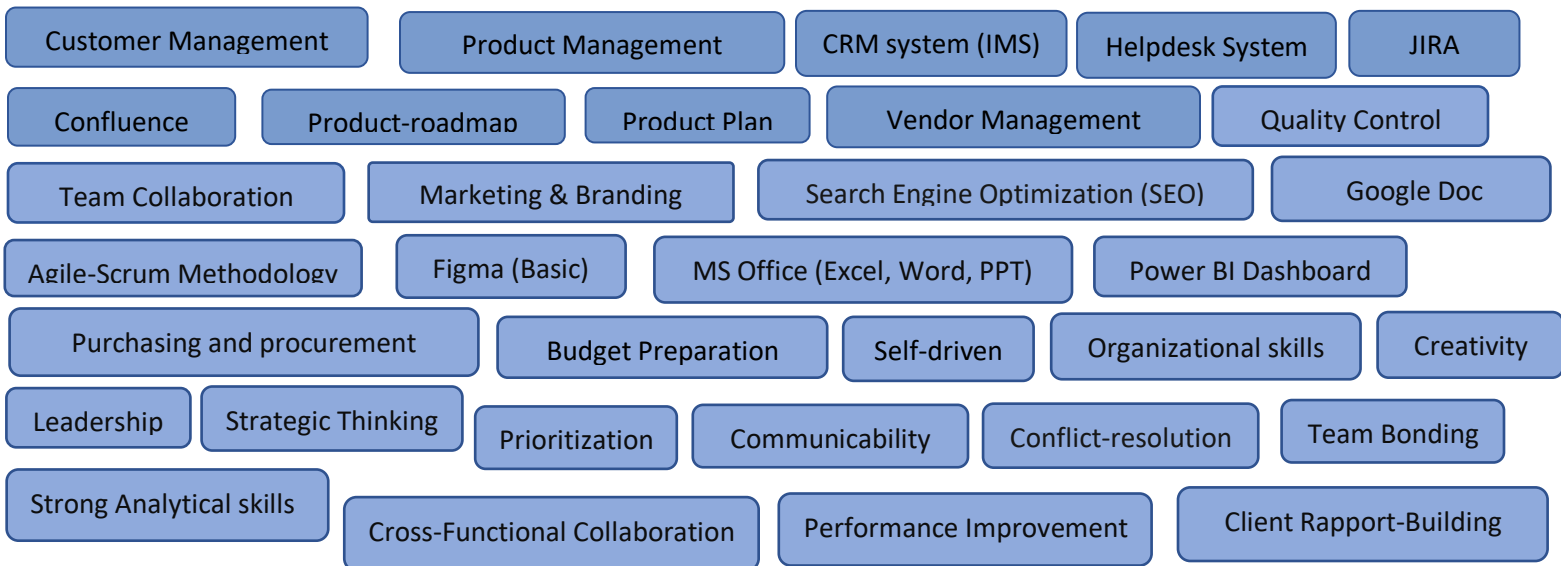 Customer Management Product Management CRM system (IMS) Helpdesk System JIRA
Confluence Product-roadmap Product Plan Vendor Management Quality Control
Team Collaboration Marketing & Branding Search Engine Optimization (SEO) Google Doc
Agile-Scrum Methodology Figma (Basic) MS Office (Excel, Word, PPT) Power BI Dashboard
Purchasing and procurement Budget Preparation Self-driven Organizational skills Creativity
Leadership Strategic Thinking Prioritization Communicability Conflict-resolution Team Bonding
Strong Analytical skills Cross-Functional Collaboration Performance Improvement Client Rapport-Building